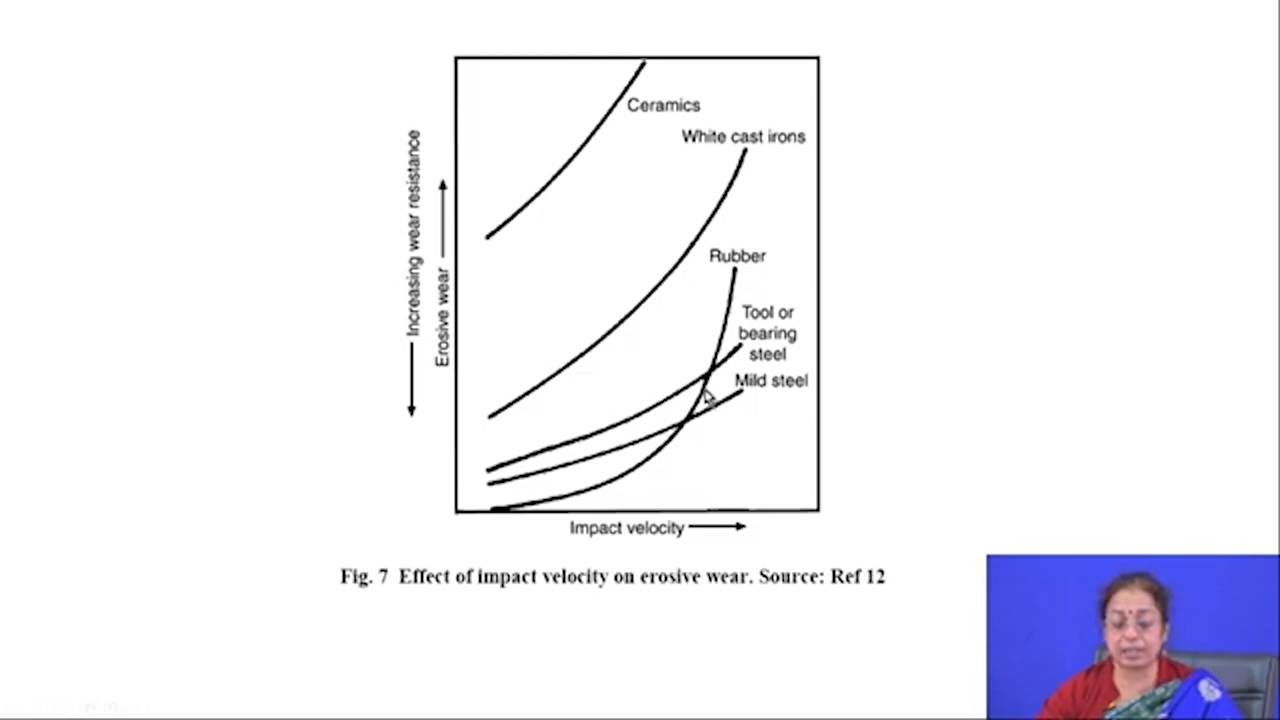 Ceramics
White cast irons
Rubber
Tool or
bearing
steel
Mild steel
Increasing wear resistance
Erosive wear
Impact velocity
Fig. 7 Effect of impact velocity on erosive wear. Source: Ref 12